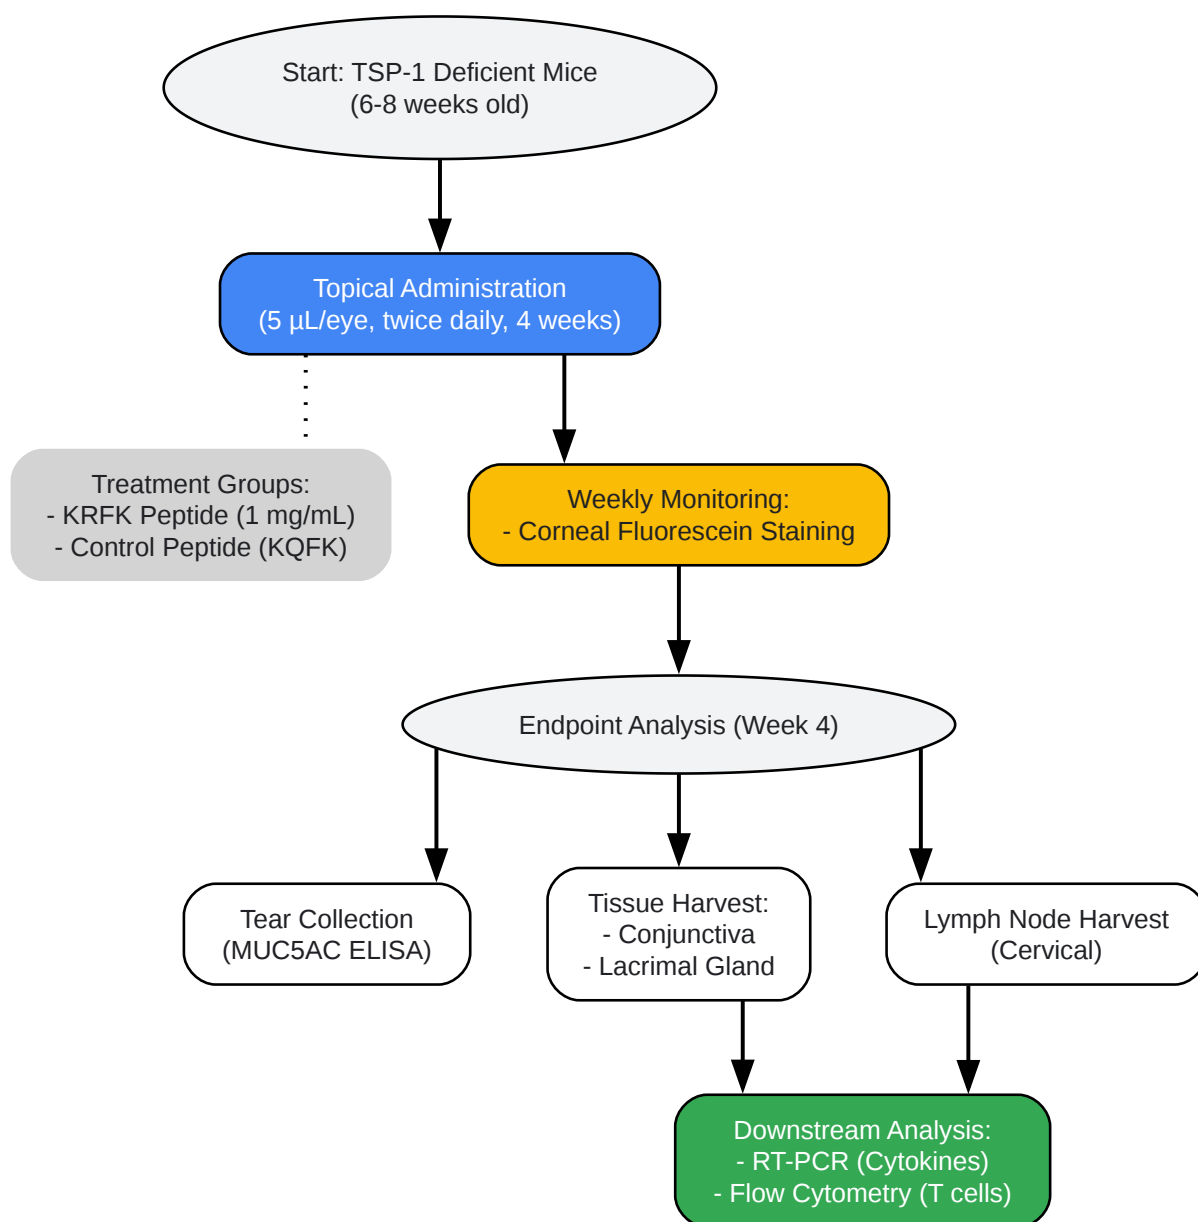 Start: TSP-1 Deficient Mice
(6-8 weeks old)
Topical Administration
(5 µL/eye, twice daily, 4 weeks)
Treatment Groups:
- KRFK Peptide (1 mg/mL)
- Control Peptide (KQFK)
Weekly Monitoring:
- Corneal Fluorescein Staining
Endpoint Analysis (Week 4)
Tear Collection
(MUC5AC ELISA)
Tissue Harvest:
- Conjunctiva
- Lacrimal Gland
Lymph Node Harvest
(Cervical)
Downstream Analysis:
- RT-PCR (Cytokines)
- Flow Cytometry (T cells)